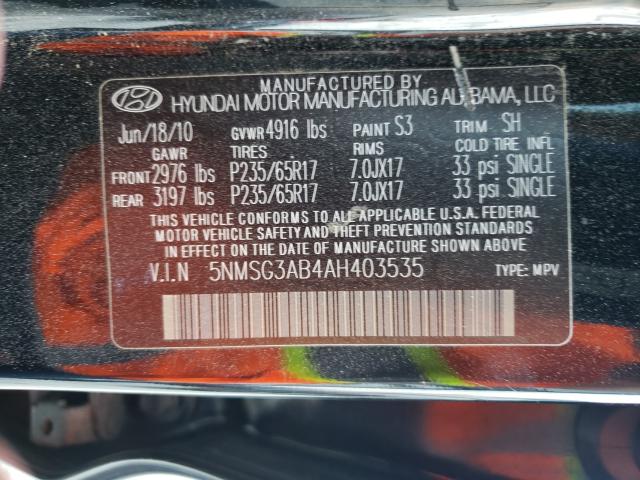 MANUFACTURED BY
HYUNDAI MOTOR MANUFACTURING ALABAMA, LLC
Jun/18/10 GVWR 4916 lbs PAINT S3 TRIM SH
GAWR TIRES RIMS COLD TIRE INFL
FRONT 2976 lbs P235/65R17 7.0JX17 33 psi SINGLE
REAR 3197 lbs P235/65R17 7.0JX17 33 psi SINGLE
THIS VEHICLE CONFORMS TO ALL APPLICABLE U.S.A. FEDERAL
MOTOR VEHICLE SAFETY AND THEFT PREVENTION STANDARDS
IN EFFECT ON THE DATE OF MANUFACTURE SHOWN ABOVE.
V.I.N 5NMSG3AB4AH403535 TYPE: MPV